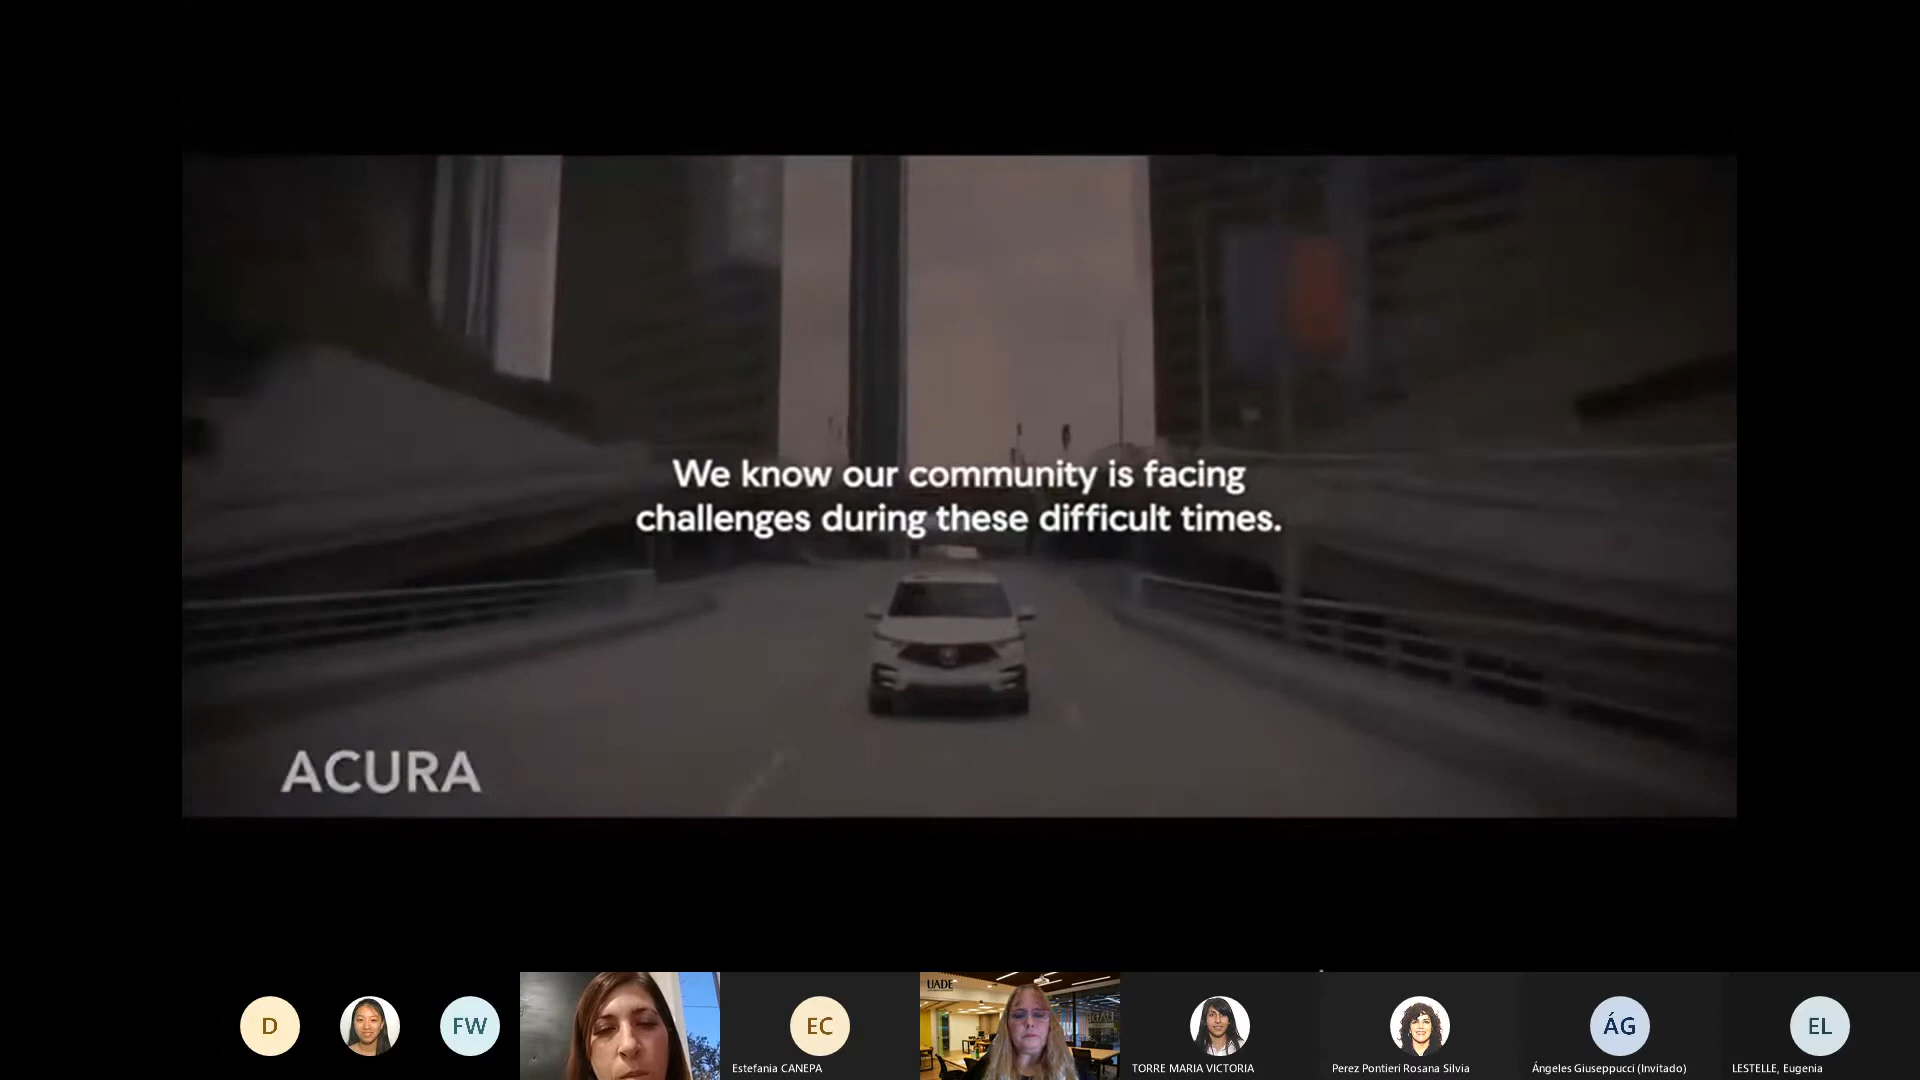 We know our community is facing
challenges during these difficult times.
ACURA
UADE
D
FW
EC
ÁG
EL
Estefania CANEPA
TORRE MARIA VICTORIA
Perez Pontieri Rosana Silvia
Ángeles Giuseppucci (Invitado)
LESTELLE, Eugenia